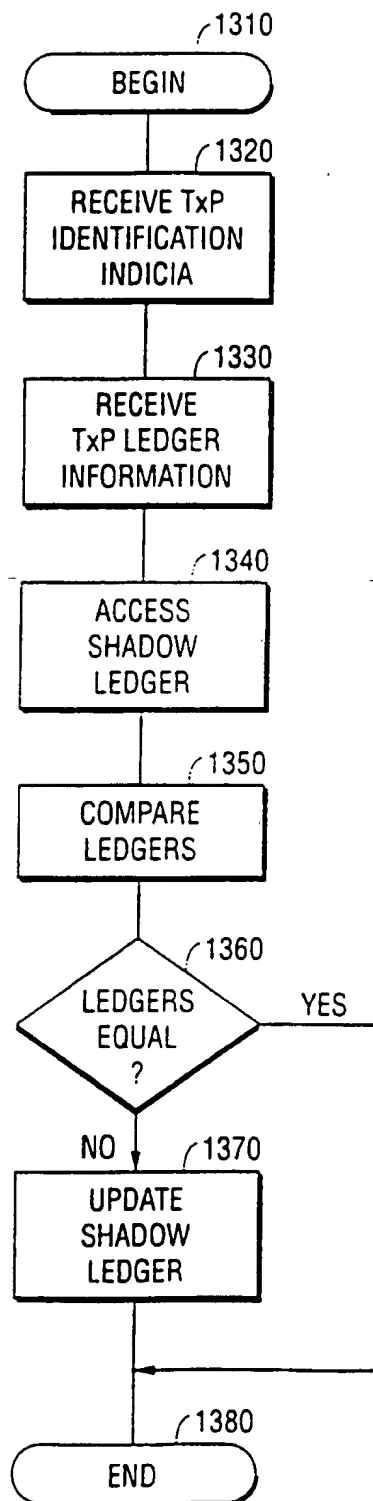 1310
BEGIN
1320
RECEIVE TxP
IDENTIFICATION
INDICIA
1330
RECEIVE
TxP LEDGER
INFORMATION
1340
ACCESS
SHADOW
LEDGER
1350
COMPARE
LEDGERS
1360
LEDGERS
EQUAL
?
YES
NO
1370
UPDATE
SHADOW
LEDGER
1380
END